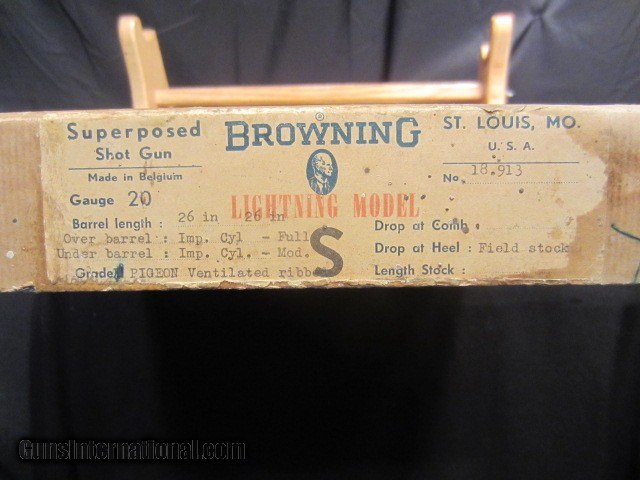 Superposed
Shot Gun
Made in Belgium
Gauge 20
©
BROWNING
ST. LOUIS, MO.
U. S. A.
No. 18.913
LIGHTNING MODEL
Barrel length : 26 in 26 in
Over barrel : Imp. Cyl - Full
Under barrel : Imp. Cyl - Mod.
Grade PIGEON Ventilated ribbe
S
Drop at Comb :
Drop at Heel : Field stock
Length Stock :
GunsInternational.com